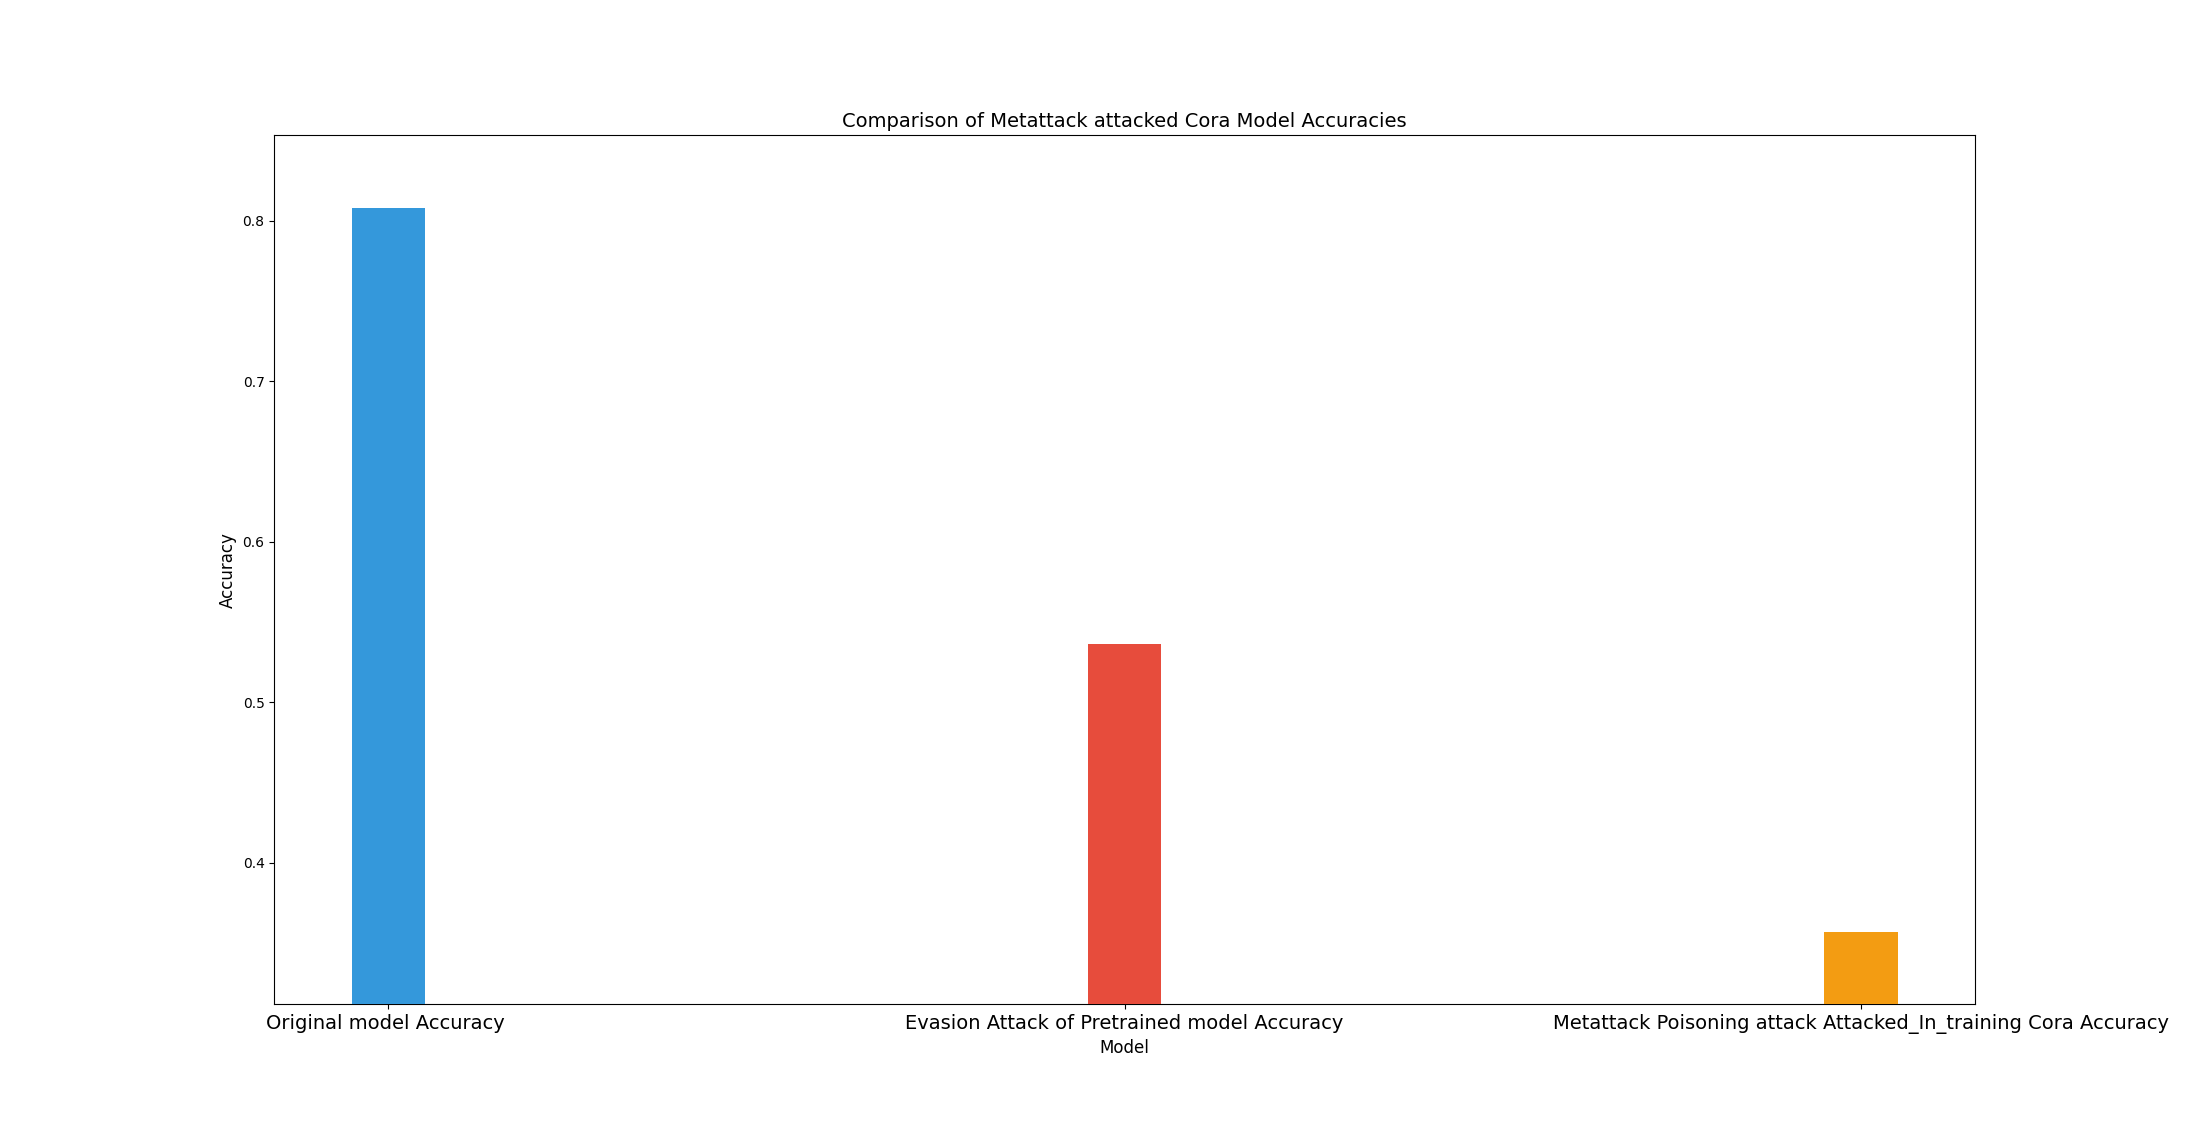 Comparison of Metattack attacked Cora Model Accuracies
0.8
0.7
0.6
0.5
0.4
Accuracy
Original model Accuracy
Evasion Attack of Pretrained model Accuracy
Metattack Poisoning attack Attacked_In_training Cora Accuracy
Model